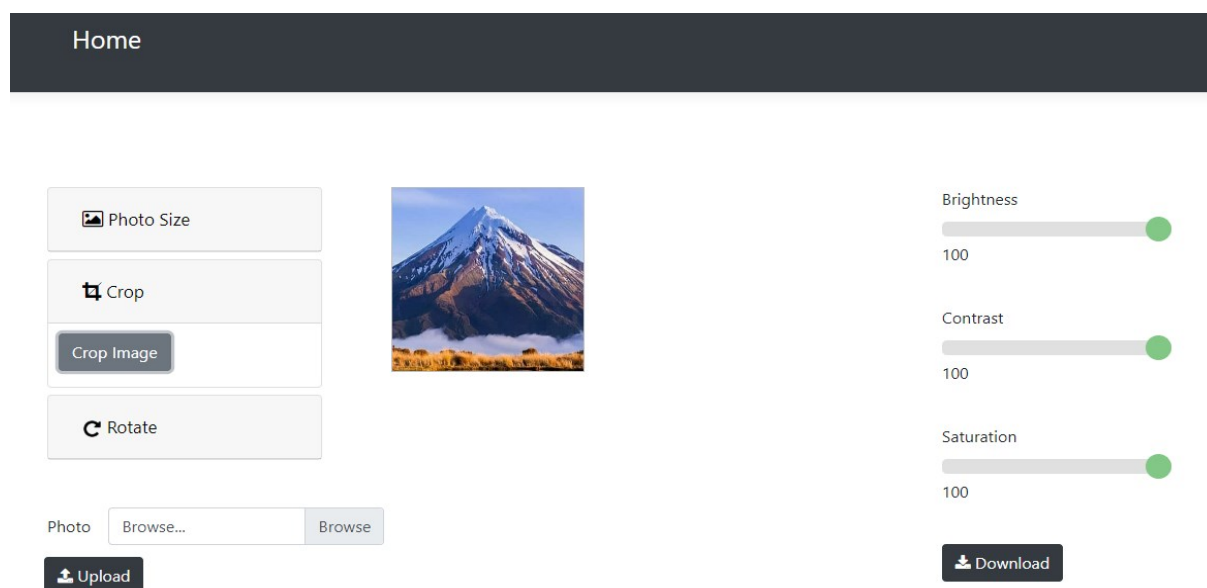 Home
Photo Size
Crop
Crop Image
Rotate
Photo Browse... Browse
Upload
Brightness
100
Contrast
100
Saturation
100
Download